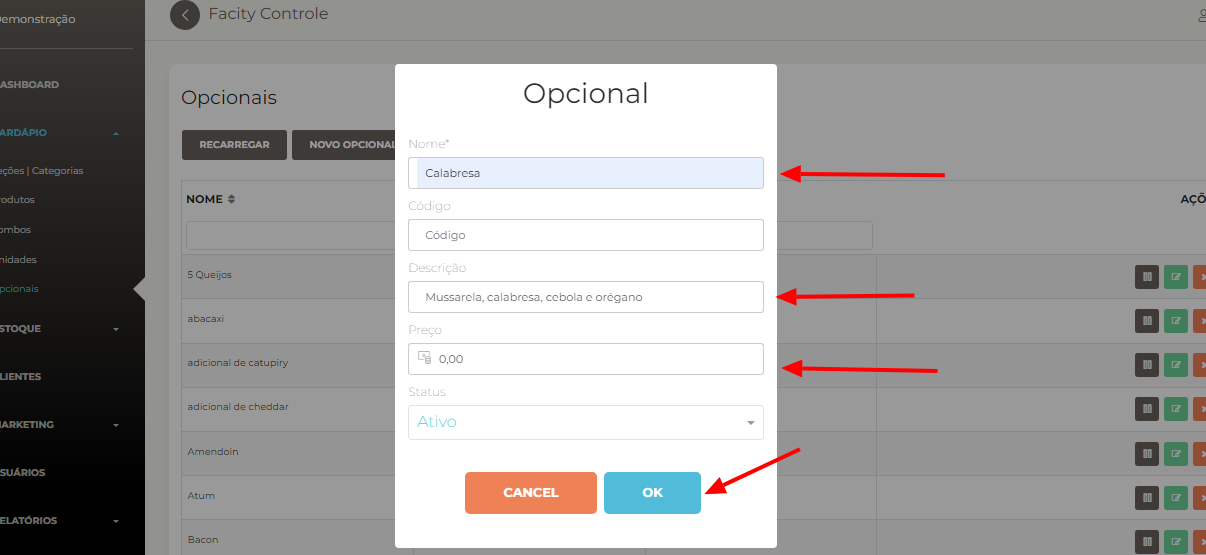 emonstração
Facity Controle
ASHBOARD
ARDÁPIO
eções | Categorias
rodutos
ombos
nidades
pcionais
STOQUE
LIENTES
MARKETING
SUÁRIOS
ELATÓRIOS
Opcionais
RECARREGAR
NOVO OPCIONAL
NOME
AÇÕ
5 Queijos
abacaxi
adicional de catupiry
adicional de cheddar
Amendoin
Atum
Bacon
Opcional
Nome*
Calabresa
Código
Código
Descrição
Mussarela, calabresa, cebola e orégano
Preço
0,00
Status
Ativo
CANCEL
OK